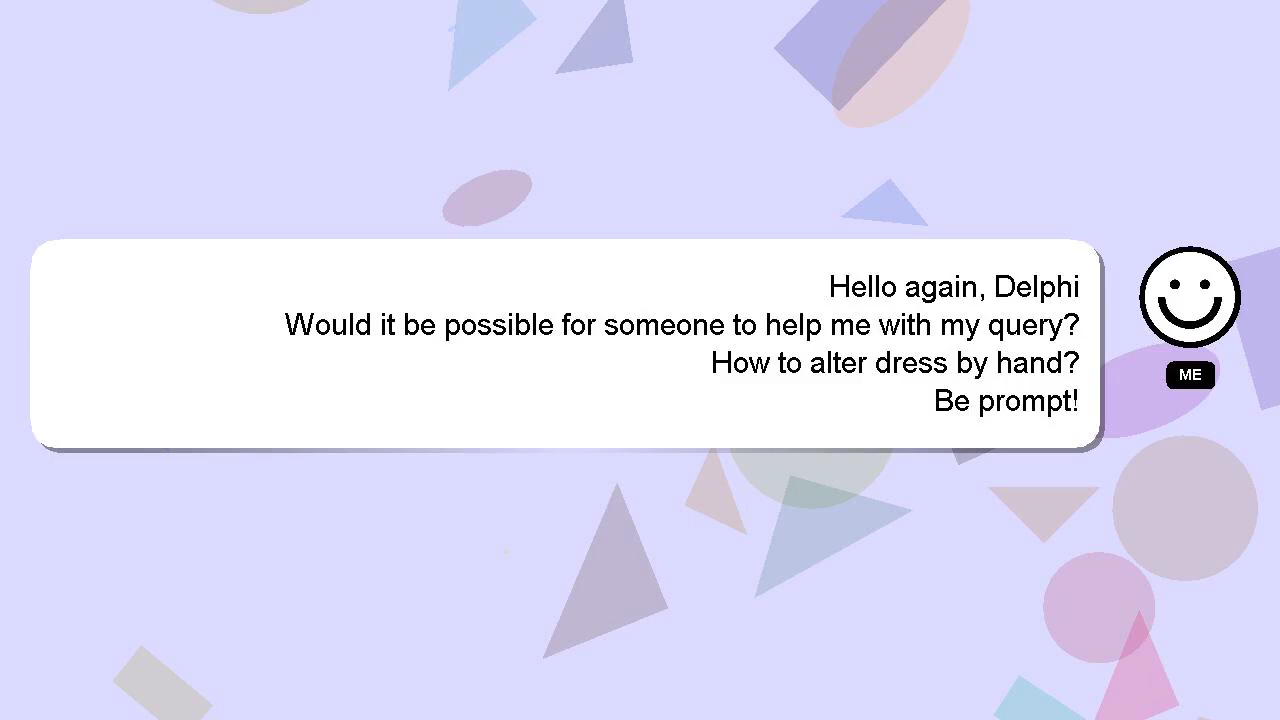 Hello again, Delphi
Would it be possible for someone to help me with my query?
How to alter dress by hand?
Be prompt!
ME